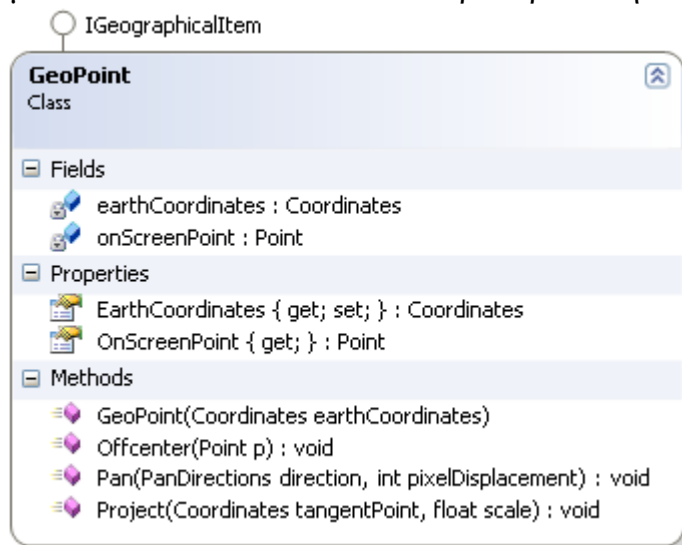 IGeographicalItem
GeoPoint
Class
Fields
earthCoordinates : Coordinates
onScreenPoint : Point
Properties
EarthCoordinates { get; set; } : Coordinates
OnScreenPoint { get; } : Point
Methods
GeoPoint(Coordinates earthCoordinates)
Offcenter(Point p) : void
Pan(PanDirections direction, int pixelDisplacement) : void
Project(Coordinates tangentPoint, float scale) : void